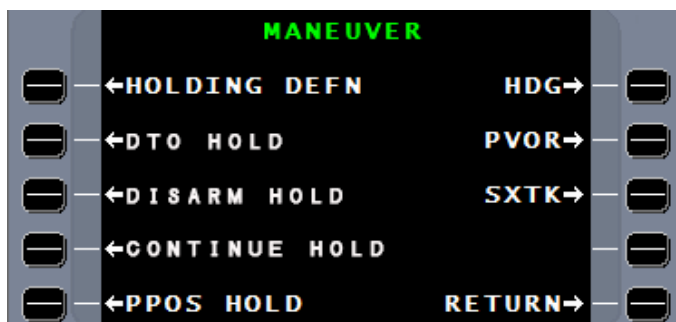 MANEUVER
←HOLDING DEFN HDG→
←DTO HOLD PVOR→
←DISARM HOLD SXTK→
←CONTINUE HOLD
←PPOS HOLD RETURN→